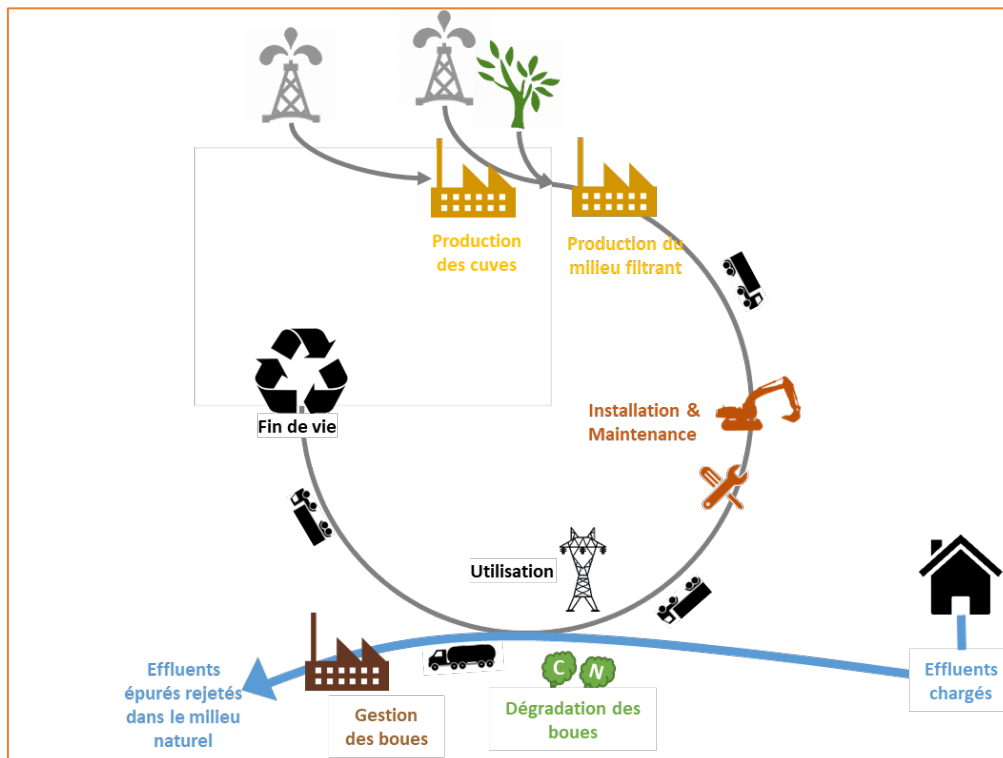 Production
des cuves
Production du
milieu filtrant
Installation &
Maintenance
Fin de vie
Utilisation
C N
Effluents
chargés
Effluents
épurés rejetés
dans le milieu
naturel
Gestion
des boues
Dégradation des
boues